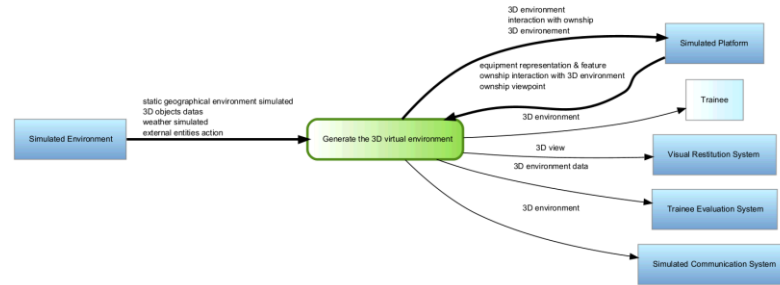 3D environment
interaction with ownship
3D environement
Simulated Platform
equipment representation & feature
ownship interaction with 3D environment
ownship viewpoint
static geographical environment simulated
3D objects datas
weather simulated
external entities action
Trainee
3D environment
Simulated Environment
Generate the 3D virtual environment
3D view
Visual Restitution System
3D environment data
Trainee Evaluation System
3D environment
Simulated Communication System